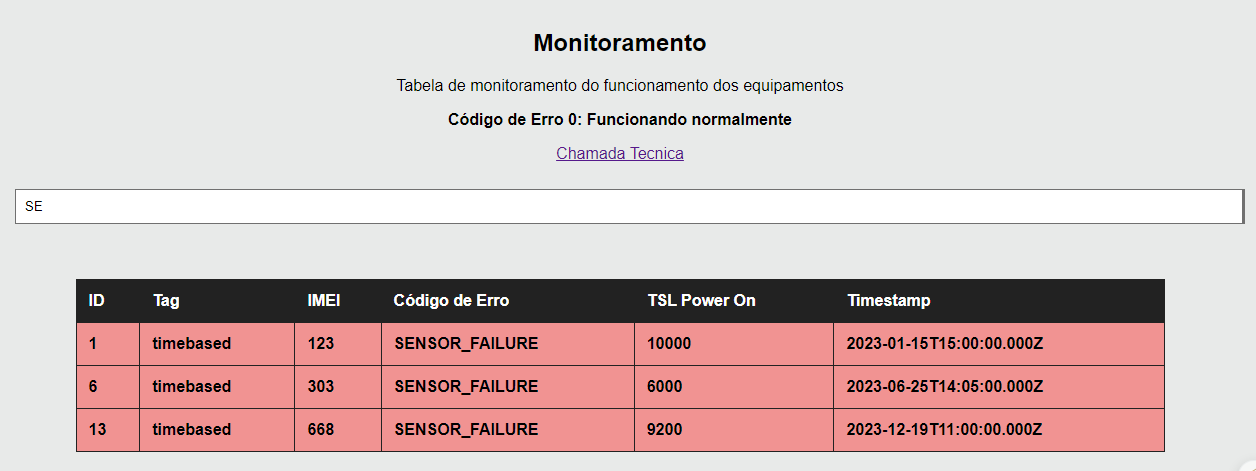 Monitoramento
Tabela de monitoramento do funcionamento dos equipamentos
Código de Erro 0: Funcionando normalmente
Chamada Tecnica
SE
ID Tag IMEI Código de Erro TSL Power On Timestamp
1 timebased 123 SENSOR_FAILURE 10000 2023-01-15T15:00:00.000Z
6 timebased 303 SENSOR_FAILURE 6000 2023-06-25T14:05:00.000Z
13 timebased 668 SENSOR_FAILURE 9200 2023-12-19T11:00:00.000Z